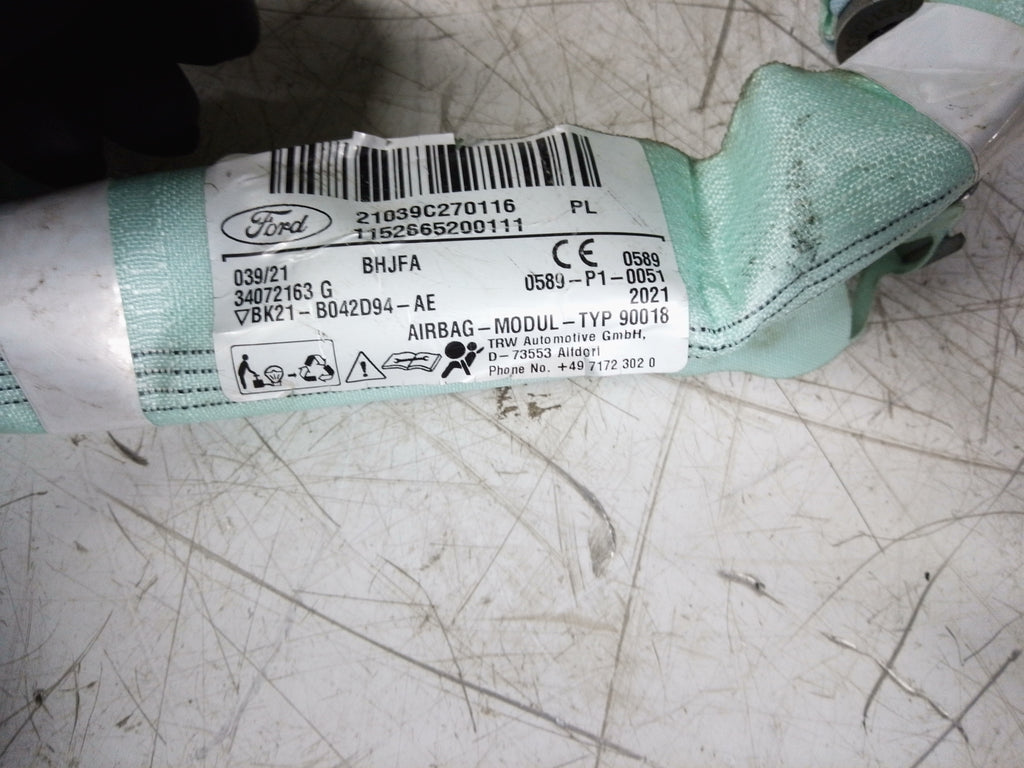 21039C270116 PL
Ford 1152665200111
039/21 BHJFA CE 0589
34072163 G 0589-P1-0051
▽BK21-B042D94-AE 2021
AIRBAG-MODUL-TYP 90018
TRW Automotive GmbH,
D-73553 Alfdorf
Phone No. +49 7172 302 0